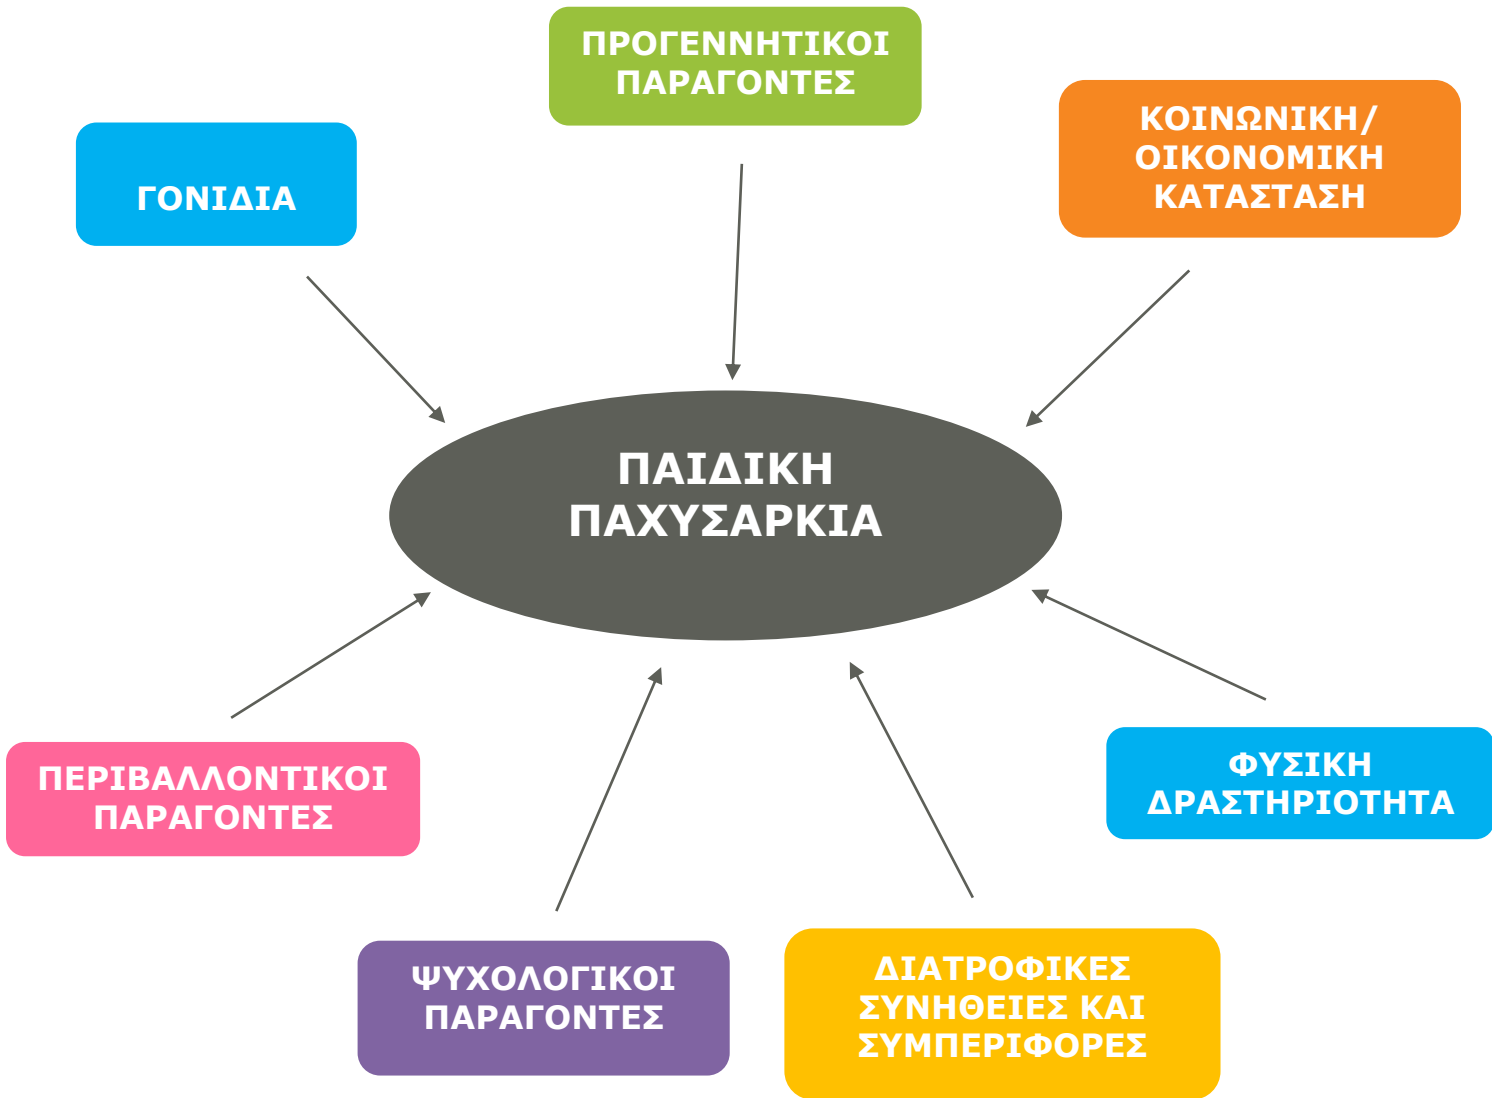 ΠΡΟΓΕΝΝΗΤΙΚΟΙ
ΠΑΡΑΓΟΝΤΕΣ
ΚΟΙΝΩΝΙΚΗ/
ΟΙΚΟΝΟΜΙΚΗ
ΚΑΤΑΣΤΑΣΗ
ΓΟΝΙΔΙΑ
ΠΑΙΔΙΚΗ
ΠΑΧΥΣΑΡΚΙΑ
ΠΕΡΙΒΑΛΛΟΝΤΙΚΟΙ
ΠΑΡΑΓΟΝΤΕΣ
ΦΥΣΙΚΗ
ΔΡΑΣΤΗΡΙΟΤΗΤΑ
ΨΥΧΟΛΟΓΙΚΟΙ
ΠΑΡΑΓΟΝΤΕΣ
ΔΙΑΤΡΟΦΙΚΕΣ
ΣΥΝΗΘΕΙΕΣ ΚΑΙ
ΣΥΜΠΕΡΙΦΟΡΕΣ